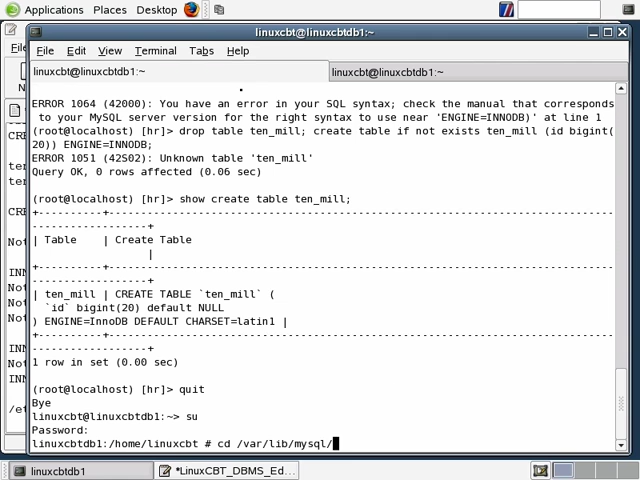 Applications Places Desktop
linuxcbt@linuxcbtdb1:~
File Edit View Terminal Tabs Help
linuxcbt@linuxcbtdb1:~ linuxcbt@linuxcbtdb1:~
ERROR 1064 (42000): You have an error in your SQL syntax; check the manual that corresponds
to your MySQL server version for the right syntax to use near 'ENGINE=INNODB)' at line 1
(root@localhost) [hr]> drop table ten_mill; create table if not exists ten_mill (id bigint(
20)) ENGINE=INNODB;
ERROR 1051 (42S02): Unknown table 'ten_mill'
Query OK, 0 rows affected (0.06 sec)
(root@localhost) [hr]> show create table ten_mill;
+----------+------------------------------------------------------------------------
-----------------+
| Table | Create Table
|
+----------+------------------------------------------------------------------------
-----------------+
| ten_mill | CREATE TABLE `ten_mill` (
`id` bigint(20) default NULL
) ENGINE=InnoDB DEFAULT CHARSET=latin1 |
+----------+------------------------------------------------------------------------
-----------------+
1 row in set (0.00 sec)
(root@localhost) [hr]> quit
Bye
linuxcbt@linuxcbtdb1:~> su
Password:
linuxcbtdb1:/home/linuxcbt # cd /var/lib/mysql/
linuxcbtdb1 *LinuxCBT_DBMS_Ed...